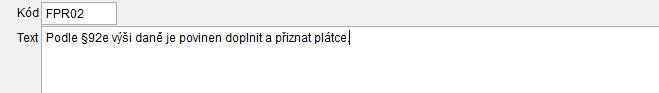 Kód FPR02
Text Podle §92e výši daně je povinen doplnit a přiznat plátce.